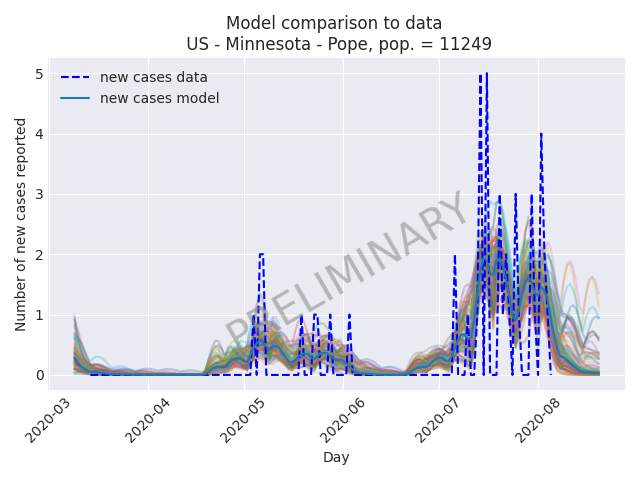 Model comparison to data
US - Minnesota - Pope, pop. = 11249
new cases data
new cases model
5
4
3
2
1
0
Number of new cases reported
PRELIMINARY
2020-03
2020-04
2020-05
2020-06
2020-07
2020-08
Day